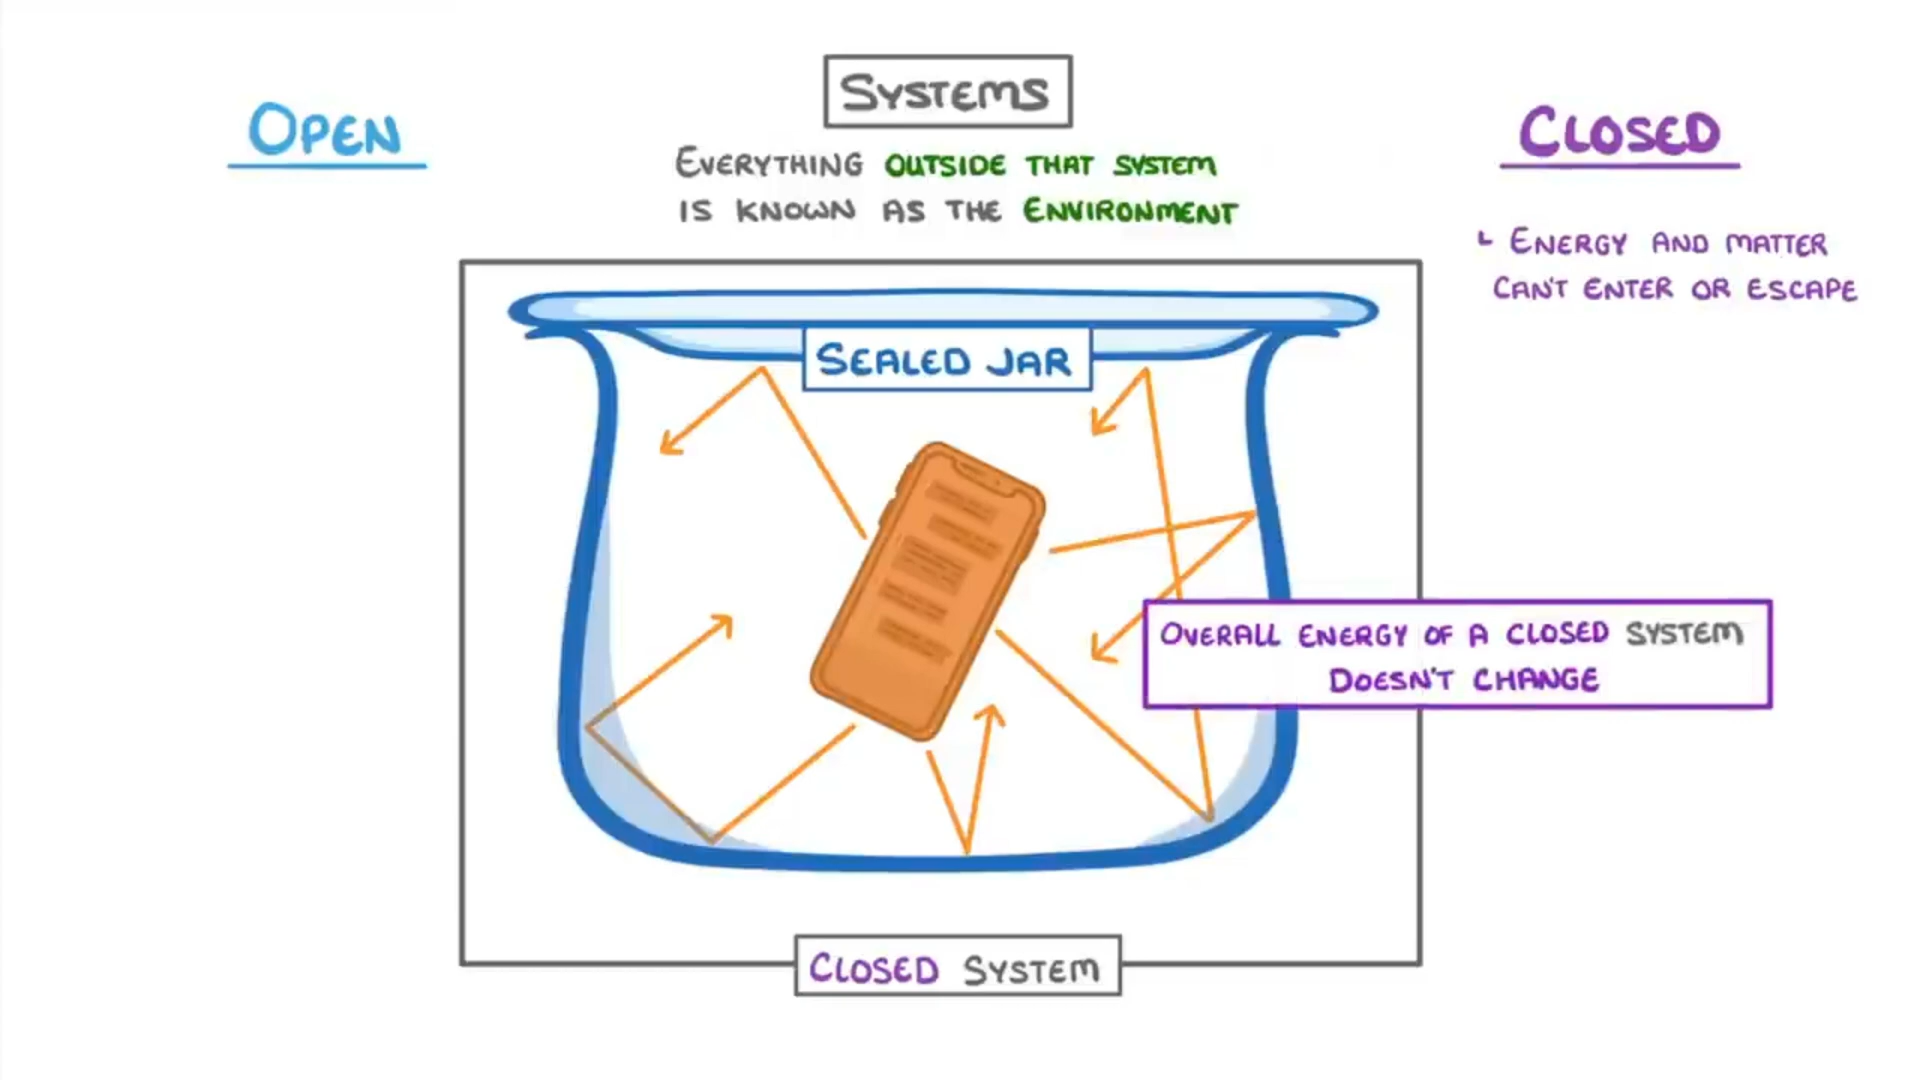 SYSTEMS
OPEN
CLOSED
EVERYTHING OUTSIDE THAT SYSTEM
IS KNOWN AS THE ENVIRONMENT
ENERGY AND MATTER
CAN'T ENTER OR ESCAPE
SEALED JAR
OVERALL ENERGY OF A CLOSED SYSTEM
DOESN'T CHANGE
CLOSED SYSTEM